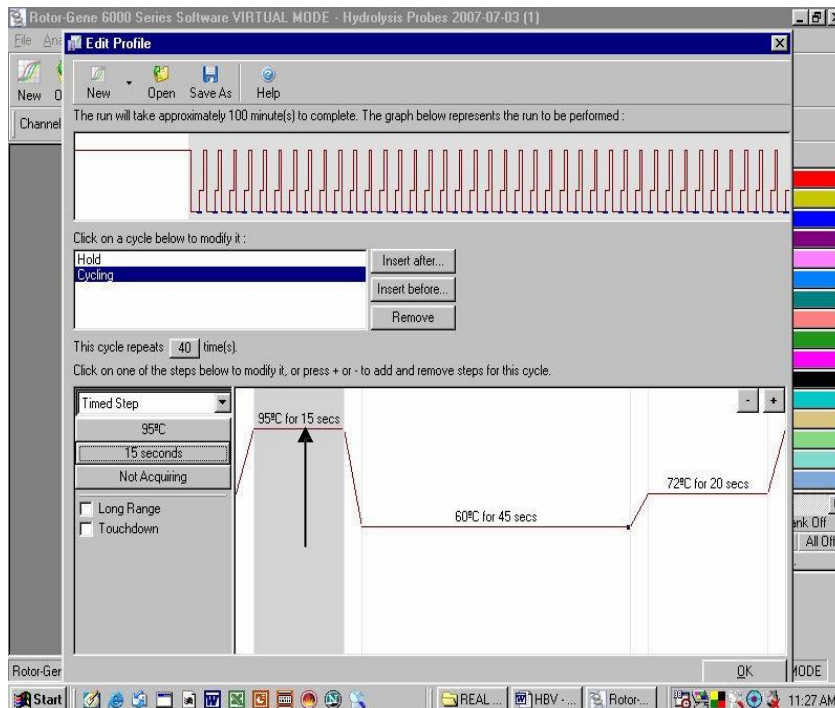 Rotor-Gene 6000 Series Software VIRTUAL MODE - Hydrolysis Probes 2007-07-03 (1)
File
Edit Profile
New
New
Open
Save As
Help
Channel
The run will take approximately 100 minute(s) to complete. The graph below represents the run to be performed :
Click on a cycle below to modify it :
Hold
Cycling
Insert after...
Insert before...
Remove
This cycle repeats 40 time(s).
Click on one of the steps below to modify it, or press + or - to add and remove steps for this cycle.
Timed Step
- +
95ºC
15 seconds
Not Acquiring
Long Range
Touchdown
95ºC for 15 secs
60ºC for 45 secs
72ºC for 20 secs
Off
All Off
OK
MODE
Start
REAL ...
HBV - ...
Rotor-...
11:27 AM